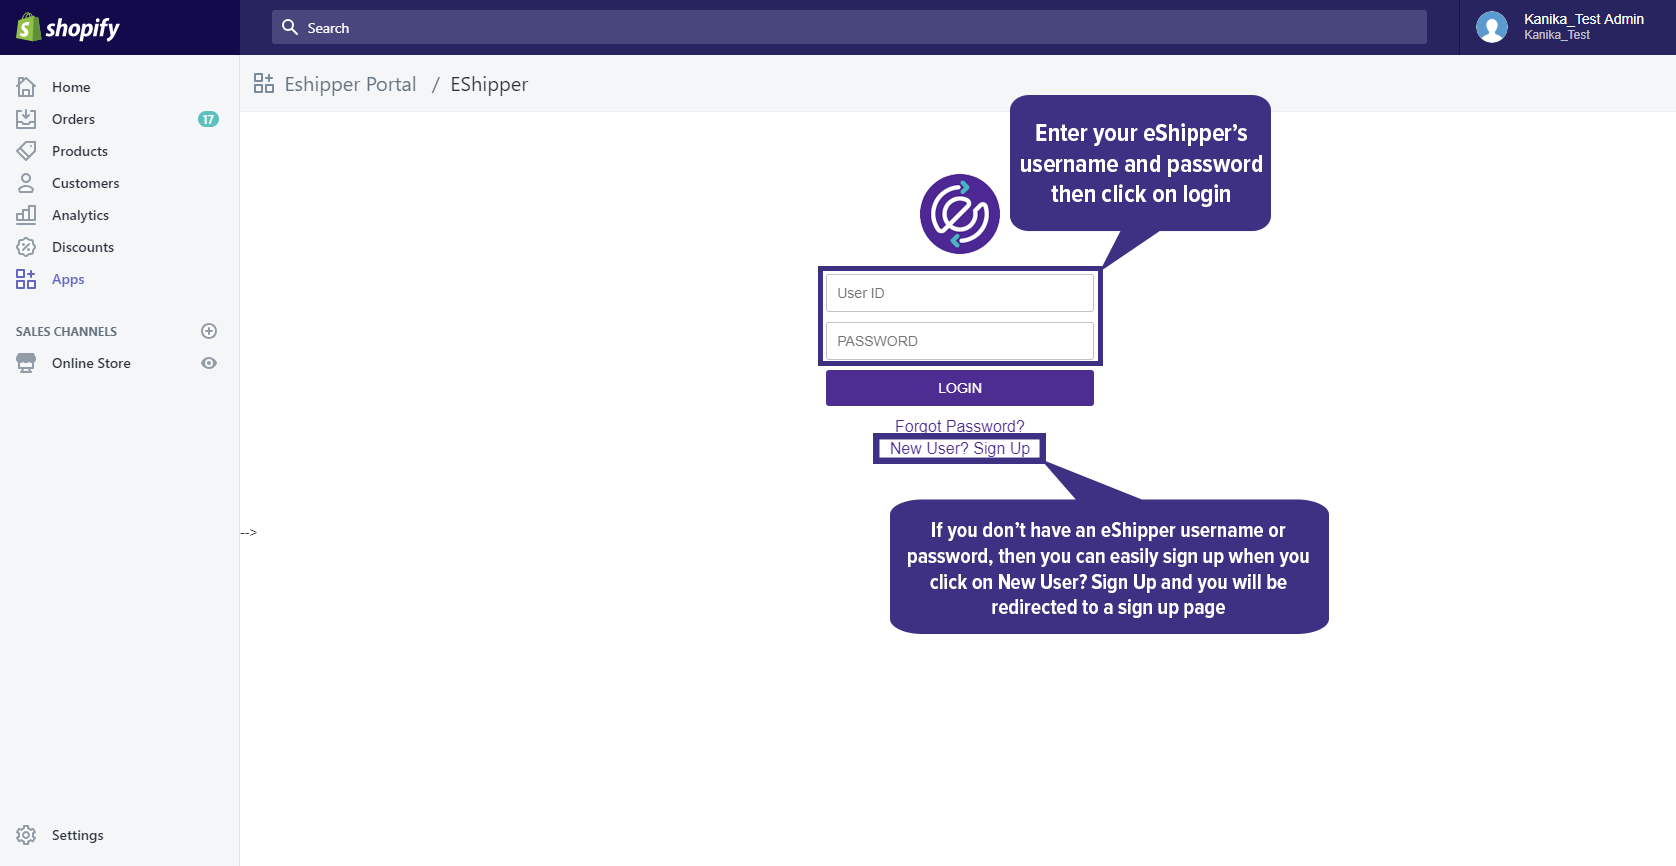 shopify
Search
Kanika_Test Admin
Kanika_Test
Home
Orders
17
Products
Customers
Analytics
Discounts
Apps
SALES CHANNELS
Online Store
Settings
Eshipper Portal / EShipper
Enter your eShipper’s
username and password
then click on login
User ID
PASSWORD
LOGIN
Forgot Password?
New User? Sign Up
-->
If you don’t have an eShipper username or
password, then you can easily sign up when you
click on New User? Sign Up and you will be
redirected to a sign up page